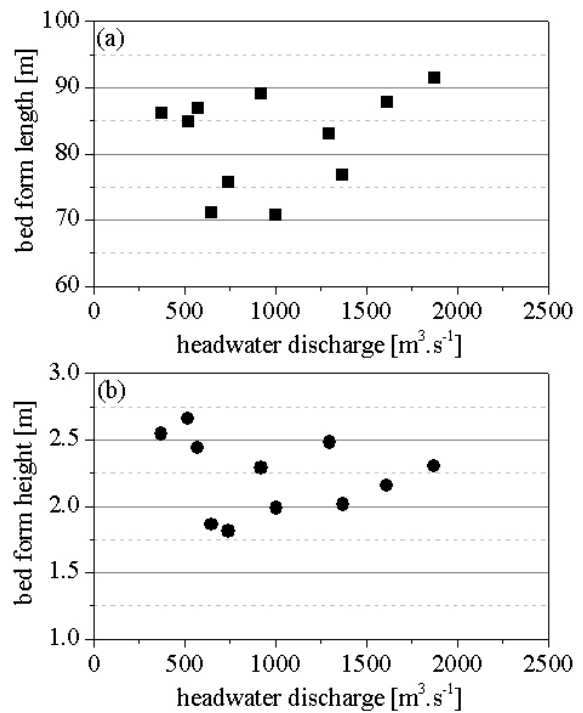 (a)
bed form length [m]
100
90
80
70
60
0 500 1000 1500 2000 2500
headwater discharge [m³.s⁻¹]
(b)
bed form height [m]
3.0
2.5
2.0
1.5
1.0
0 500 1000 1500 2000 2500
headwater discharge [m³.s⁻¹]